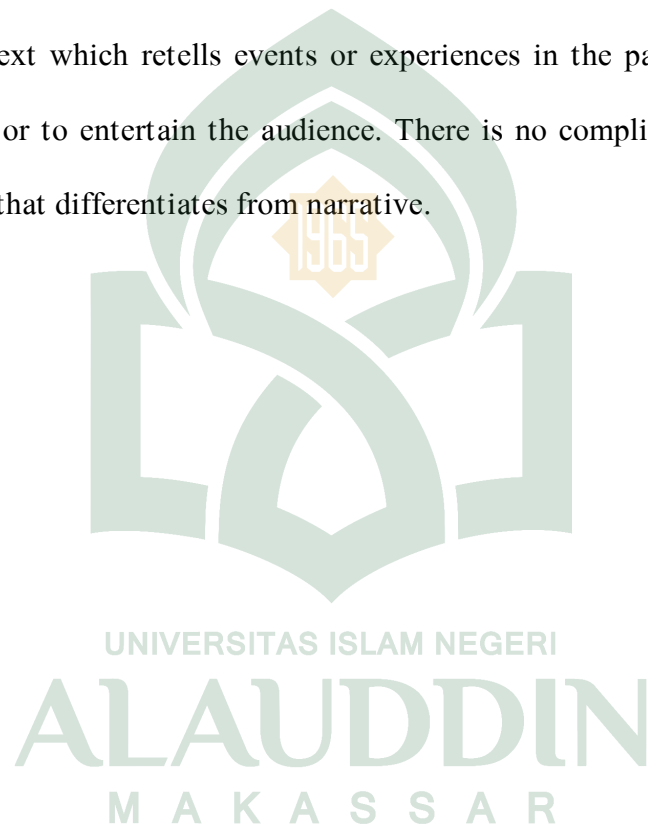 ext which retells events or experiences in the pa
or to entertain the audience. There is no compli
that differentiates from narrative.
1965
UNIVERSITAS ISLAM NEGERI
ALAUDDIN
MAKASSAR